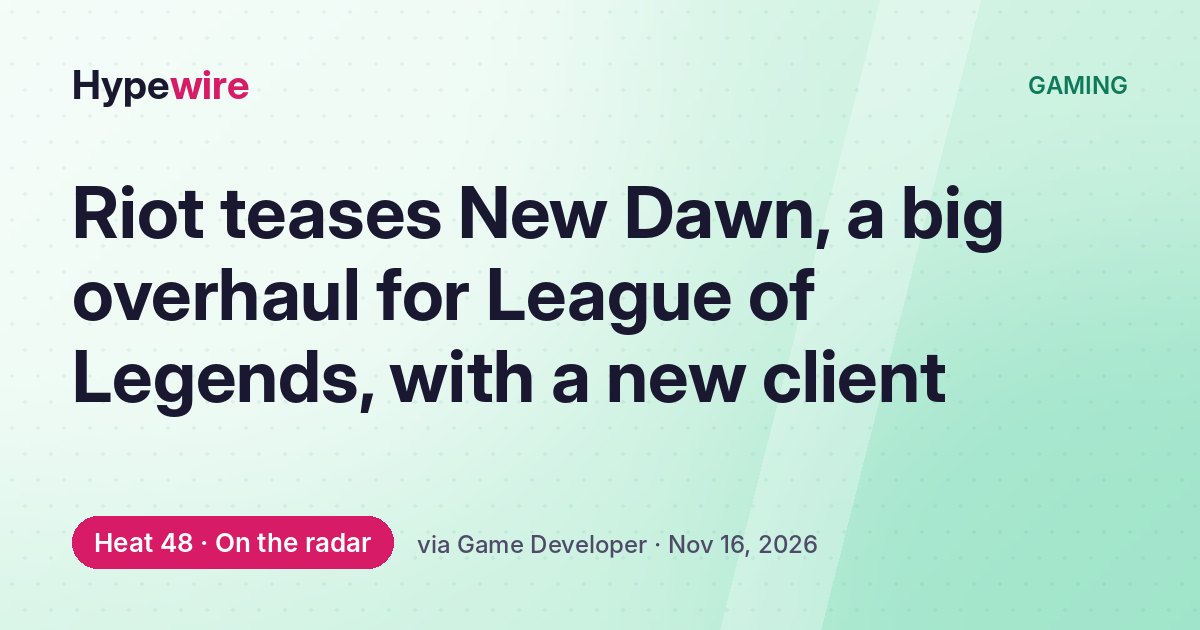 Hypewire
GAMING
Riot teases New Dawn, a big
overhaul for League of
Legends, with a new client
Heat 48 · On the radar
via Game Developer · Nov 16, 2026